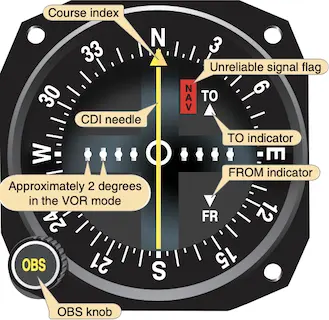 Course index
N
33
3
Unreliable signal flag
30
6
NAV
TO
CDI needle
TO indicator
W
E
FROM indicator
Approximately 2 degrees
in the VOR mode
FR
24
12
21
15
S
OBS
OBS knob